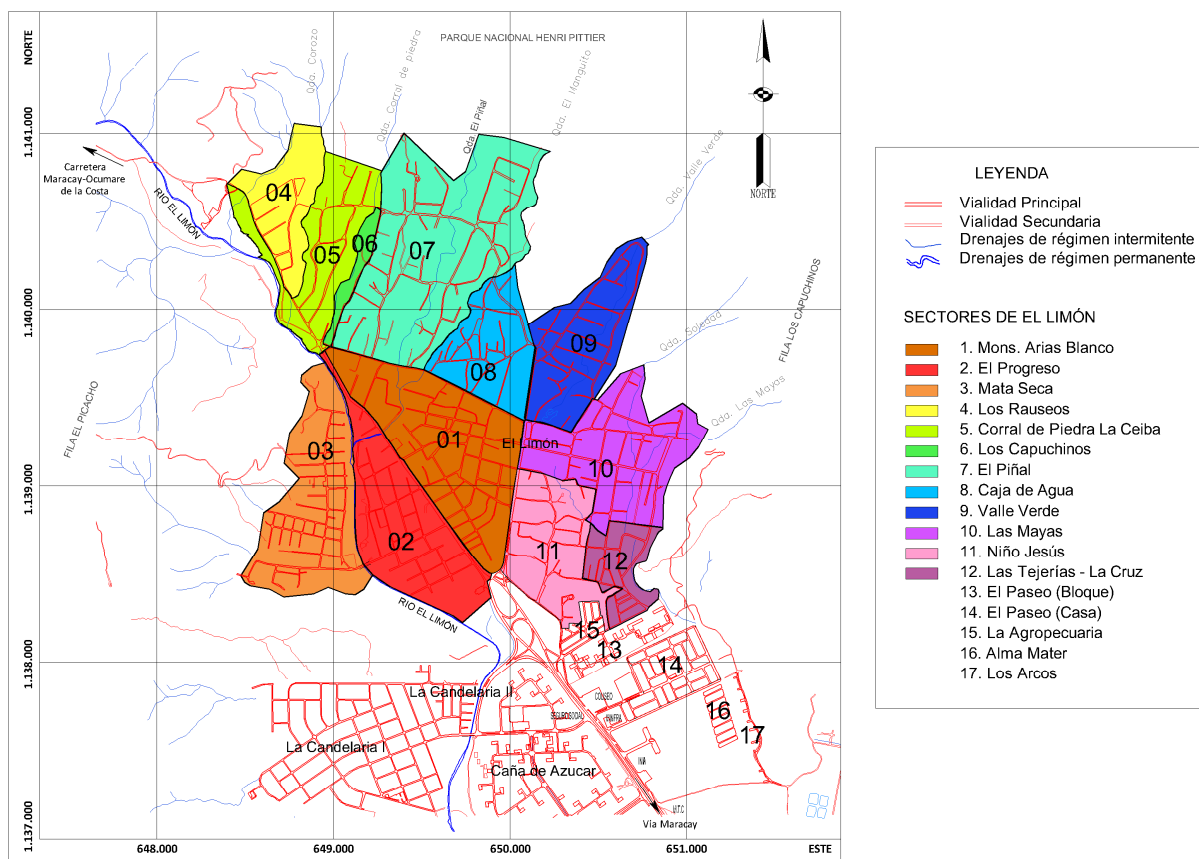 PARQUE NACIONAL HENRI PITTIER
NORTE
1.141.000
1.140.000
1.139.000
1.138.000
1.137.000
648.000
649.000
650.000
651.000
ESTE
Carretera
Maracay-Ocumare
de la Costa
RIO EL LIMÓN
Qda. Corozo
Qda. Corral de piedra
Qda. El Piñal
Qda. El Manguito
Qda. Valle Verde
NORTE
FILA LOS CAPUCHINOS
Qda. Soledad
Qda. Las Mayas
FILA EL PICACHO
04
05
06
07
08
09
03
01
El Limón
10
02
11
12
RIO EL LIMÓN
15
13
14
16
17
La Candelaria II
La Candelaria I
Caña de Azucar
COLISEO
SEGURO SOCIAL
INIA
Vía Maracay
LEYENDA
Vialidad Principal
Vialidad Secundaria
Drenajes de régimen intermitente
Drenajes de régimen permanente
SECTORES DE EL LIMÓN
1. Mons. Arias Blanco
2. El Progreso
3. Mata Seca
4. Los Rauseos
5. Corral de Piedra La Ceiba
6. Los Capuchinos
7. El Piñal
8. Caja de Agua
9. Valle Verde
10. Las Mayas
11. Niño Jesús
12. Las Tejerías - La Cruz
13. El Paseo (Bloque)
14. El Paseo (Casa)
15. La Agropecuaria
16. Alma Mater
17. Los Arcos